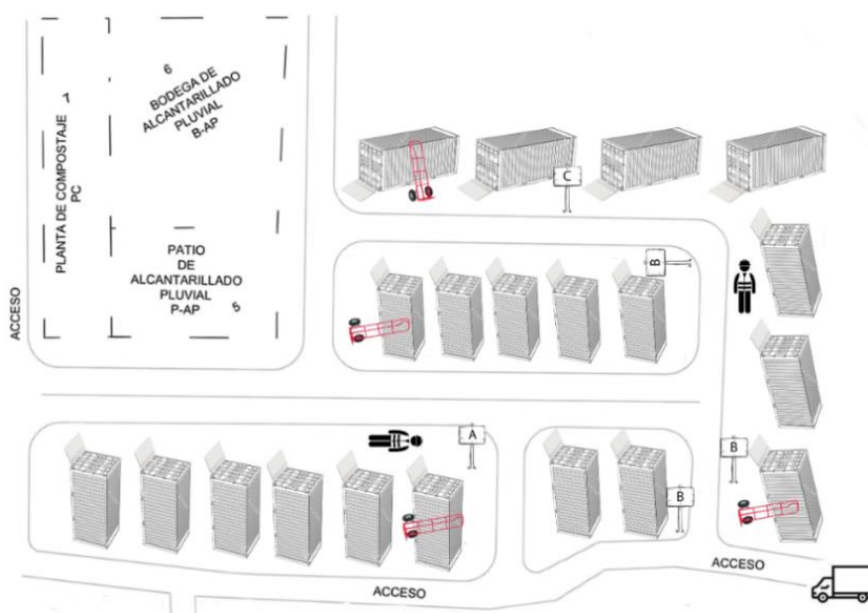 PLANTA DE COMPOSTAJE
PC
7
6
BODEGA DE
ALCANTARILLADO
PLUVIAL
B-AP
PATIO
DE
ALCANTARILLADO
PLUVIAL
P-AP
5
ACCESO
C
B
A
B
B
ACCESO
ACCESO